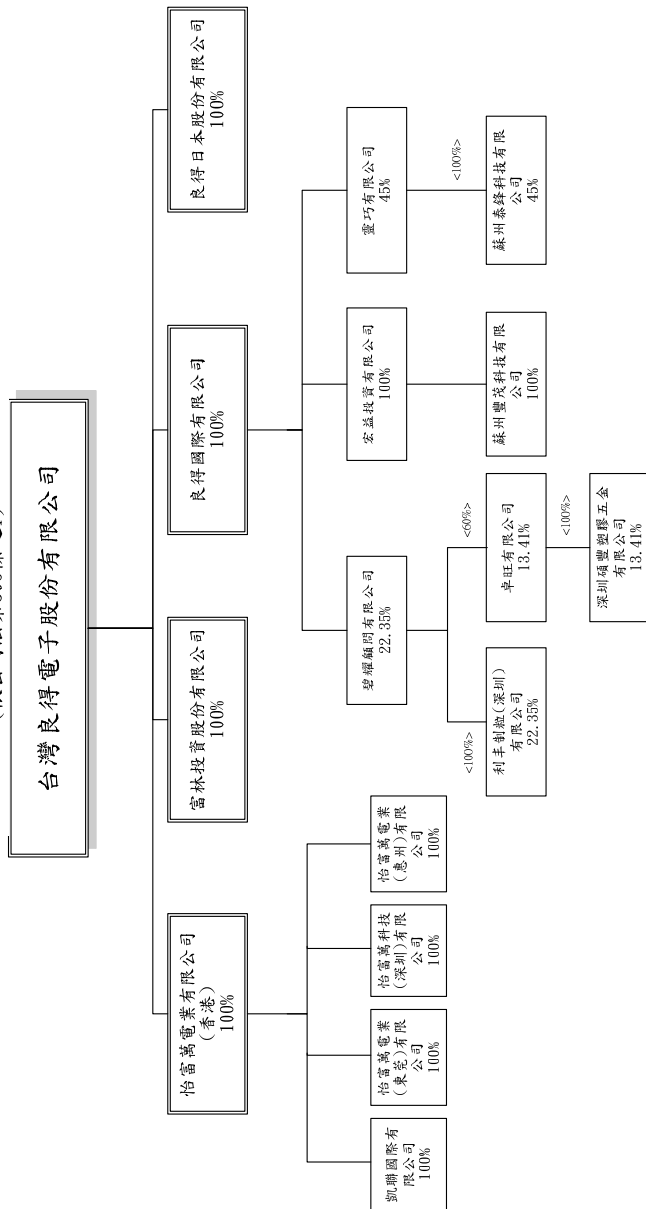 台灣良得電子股份有限公司
怡富萬電業有限公司
(香港)
100%
富林投資股份有限公司
100%
良得國際有限公司
100%
良得日本股份有限公司
100%
凱聯國際有
限公司
100%
怡富萬電業
(東莞)有限
公司
100%
怡富萬科技
(深圳)有限
公司
100%
怡富萬電業
(惠州)有限
公司
100%
碧耀顧問有限公司
22.35%
宏益投資有限公司
100%
靈巧有限公司
45%
<100%>
<60%>
<100%>
利丰制粒(深圳)
有限公司
22.35%
卓旺有限公司
13.41%
蘇州豐茂科技有限
公司
100%
蘇州泰鋒科技有限
公司
45%
<100%>
深圳碩豐塑膠五金
有限公司
13.41%